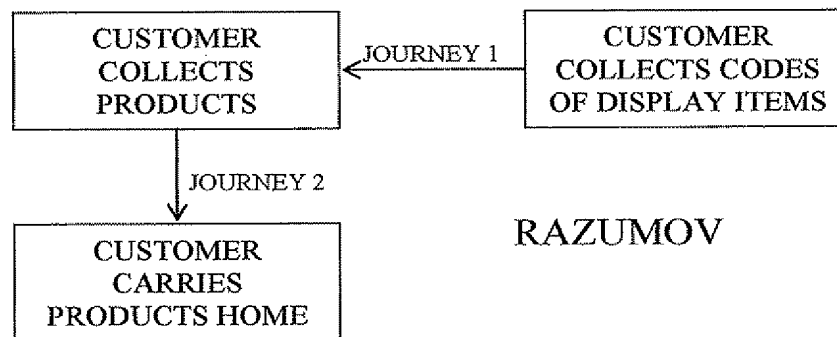 CUSTOMER
COLLECTS
PRODUCTS
JOURNEY 1
CUSTOMER
COLLECTS CODES
OF DISPLAY ITEMS
JOURNEY 2
CUSTOMER
CARRIES
PRODUCTS HOME
RAZUMOV